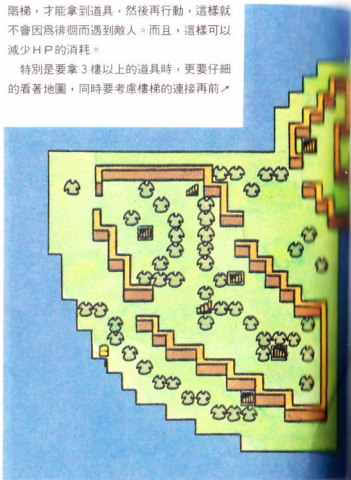 階梯，才能拿到道具，然後再行動，這樣就
不會因爲徘徊而遇到敵人。而且，這樣可以
減少ＨＰ的消耗。
特別是要拿３樓以上的道具時，更要仔細
的看著地圖，同時要考慮樓梯的連接再前↗